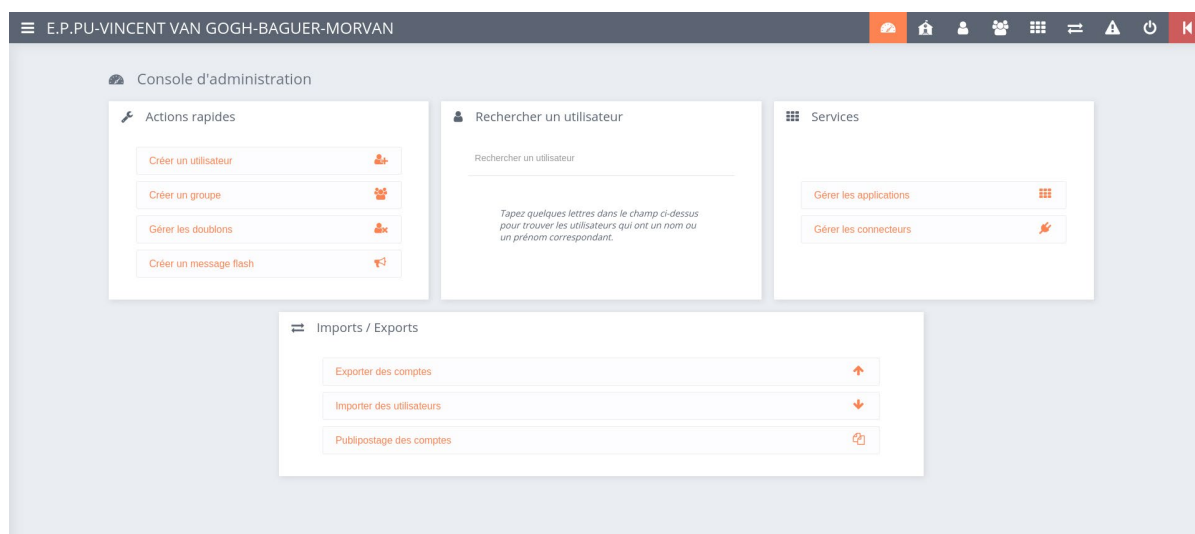 E.P.PU-VINCENT VAN GOGH-BAGUER-MORVAN
Console d'administration
Actions rapides
Créer un utilisateur
Créer un groupe
Gérer les doublons
Créer un message flash
Rechercher un utilisateur
Rechercher un utilisateur
Tapez quelques lettres dans le champ ci-dessus
pour trouver les utilisateurs qui ont un nom ou
un prénom correspondant.
Services
Gérer les applications
Gérer les connecteurs
Imports / Exports
Exporter des comptes
Importer des utilisateurs
Publipostage des comptes